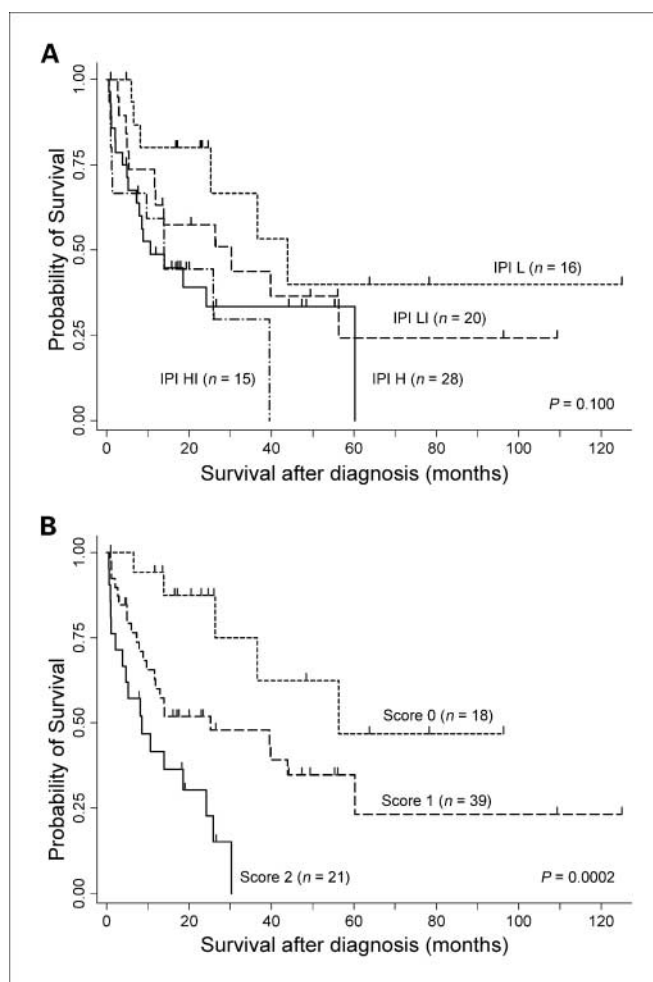 A
Probability of Survival
1.00
0.75
0.50
0.25
0.00
IPI L (n = 16)
IPI LI (n = 20)
IPI HI (n = 15)
IPI H (n = 28)
P = 0.100
0 20 40 60 80 100 120
Survival after diagnosis (months)
B
Probability of Survival
1.00
0.75
0.50
0.25
0.00
Score 0 (n = 18)
Score 1 (n = 39)
Score 2 (n = 21)
P = 0.0002
0 20 40 60 80 100 120
Survival after diagnosis (months)